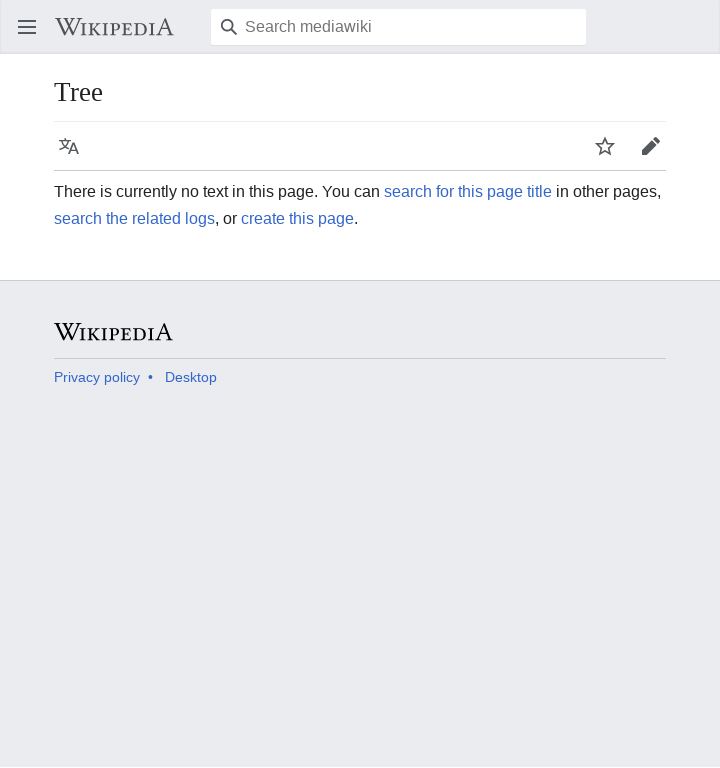 WIKIPEDIA
Search mediawiki
Tree
There is currently no text in this page. You can search for this page title in other pages,
search the related logs, or create this page.
WIKIPEDIA
Privacy policy • Desktop